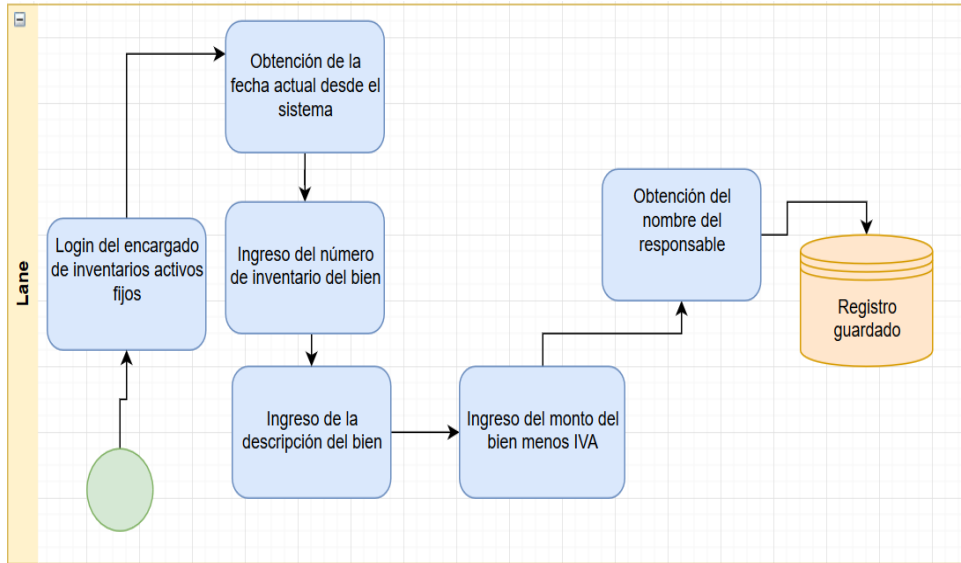 Lane
Login del encargado
de inventarios activos
fijos
Obtención de la
fecha actual desde el
sistema
Ingreso del número
de inventario del bien
Ingreso de la
descripción del bien
Ingreso del monto del
bien menos IVA
Obtención del
nombre del
responsable
Registro
guardado